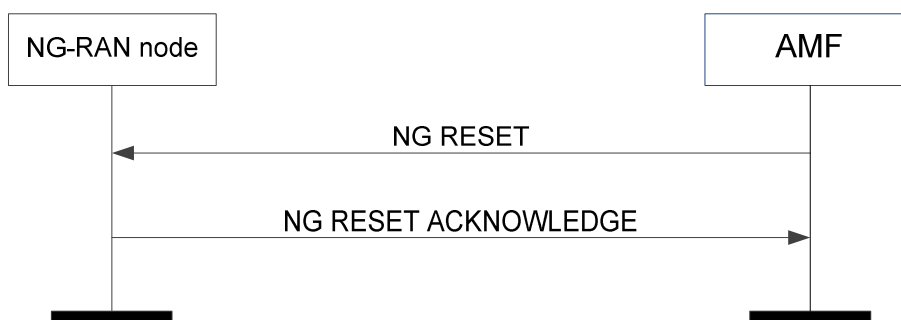 NG-RAN node
AMF
NG RESET
NG RESET ACKNOWLEDGE